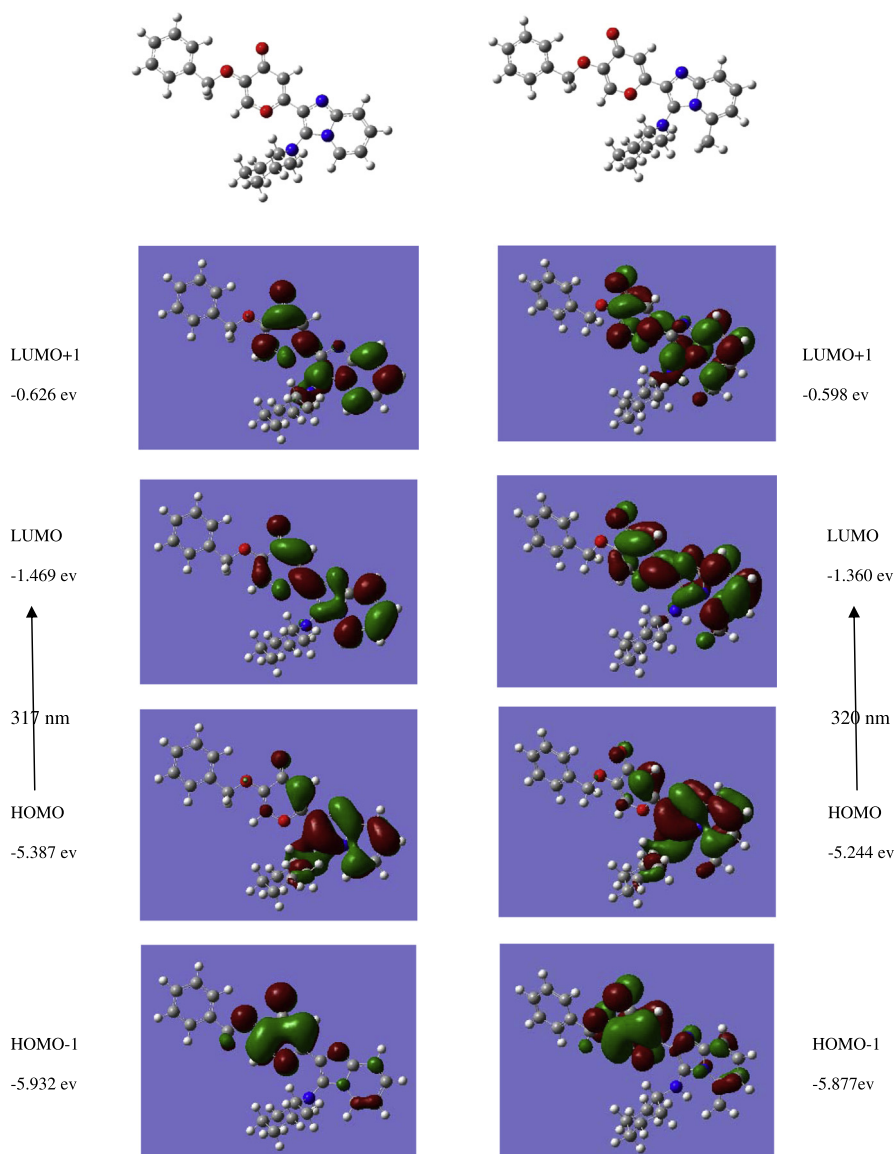 LUMO+1
-0.626 ev
LUMO+1
-0.598 ev
LUMO
-1.469 ev
LUMO
-1.360 ev
317 nm
320 nm
HOMO
-5.387 ev
HOMO
-5.244 ev
HOMO-1
-5.932 ev
HOMO-1
-5.877ev